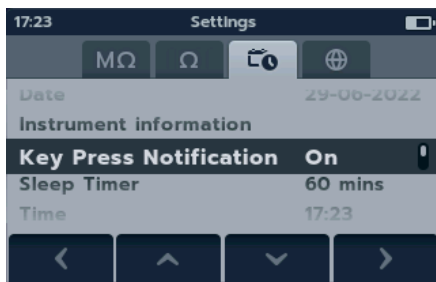 17:23 Settings
MΩ Ω
Date 29-06-2022
Instrument information
Key Press Notification On
Sleep Timer 60 mins
Time 17:23